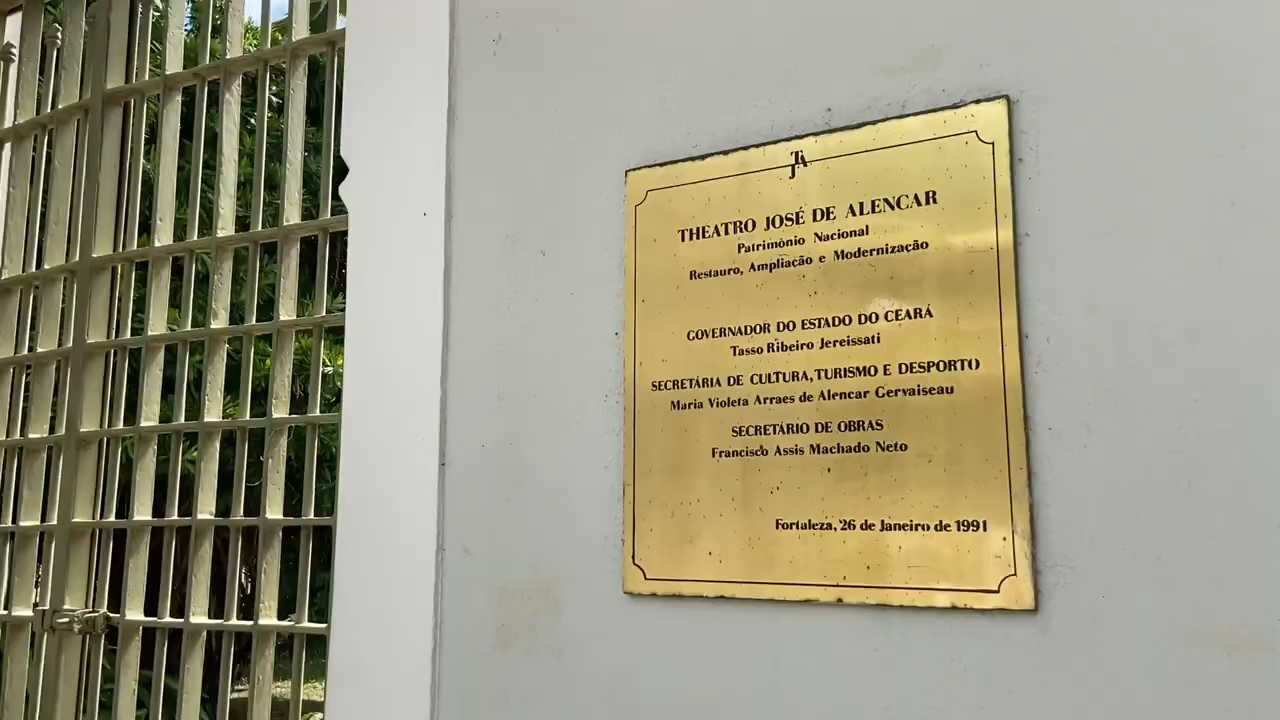 TJA
THEATRO JOSÉ DE ALENCAR
Patrimônio Nacional
Restauro, Ampliação e Modernização
GOVERNADOR DO ESTADO DO CEARÁ
Tasso Ribeiro Jereissati
SECRETÁRIA DE CULTURA, TURISMO E DESPORTO
Maria Violeta Arraes de Alencar Gervaiseau
SECRETÁRIO DE OBRAS
Francisco Assis Machado Neto
Fortaleza, 26 de Janeiro de 1991